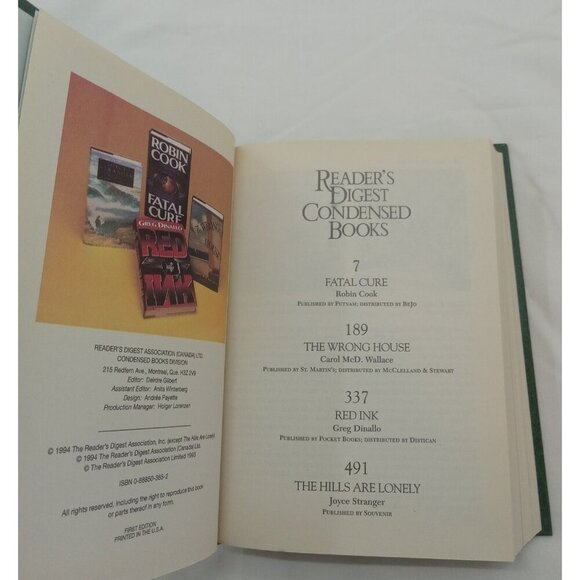 ROBIN
COOK
FATAL
CURE
GREG DINALLO
RED
INK
READER'S DIGEST ASSOCIATION (CANADA) LTD.
CONDENSED BOOKS DIVISION
215 Redfern Ave., Montreal, Que. H3Z 2V9
Editor: Deirdre Gilbert
Assistant Editor: Anita Winterberg
Design: Andrée Payette
Production Manager: Holger Lorenzen
© 1994 The Reader's Digest Association, Inc. (except The Hills Are Lonely)
© 1994 The Reader's Digest Association (Canada) Ltd.
© The Reader's Digest Association Limited 1993
ISBN 0-88850-365-2
All rights reserved, including the right to reproduce this book
or parts thereof in any form.
FIRST EDITION
PRINTED IN THE U.S.A.
READER'S
DIGEST
CONDENSED
BOOKS
7
FATAL CURE
Robin Cook
PUBLISHED BY PUTNAM; DISTRIBUTED BY BEJO
189
THE WRONG HOUSE
Carol McD. Wallace
PUBLISHED BY ST. MARTIN'S; DISTRIBUTED BY MCCLELLAND & STEWART
337
RED INK
Greg Dinallo
PUBLISHED BY POCKET BOOKS; DISTRIBUTED BY DISTICAN
491
THE HILLS ARE LONELY
Joyce Stranger
PUBLISHED BY SOUVENIR